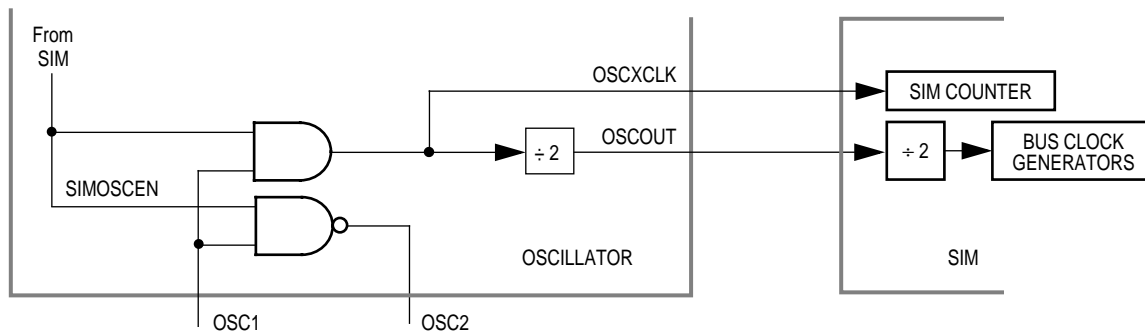 From
SIM
OSCXCLK
SIM COUNTER
OSCOUT
÷ 2
÷ 2
BUS CLOCK
GENERATORS
SIMOSCEN
OSCILLATOR
SIM
OSC1
OSC2